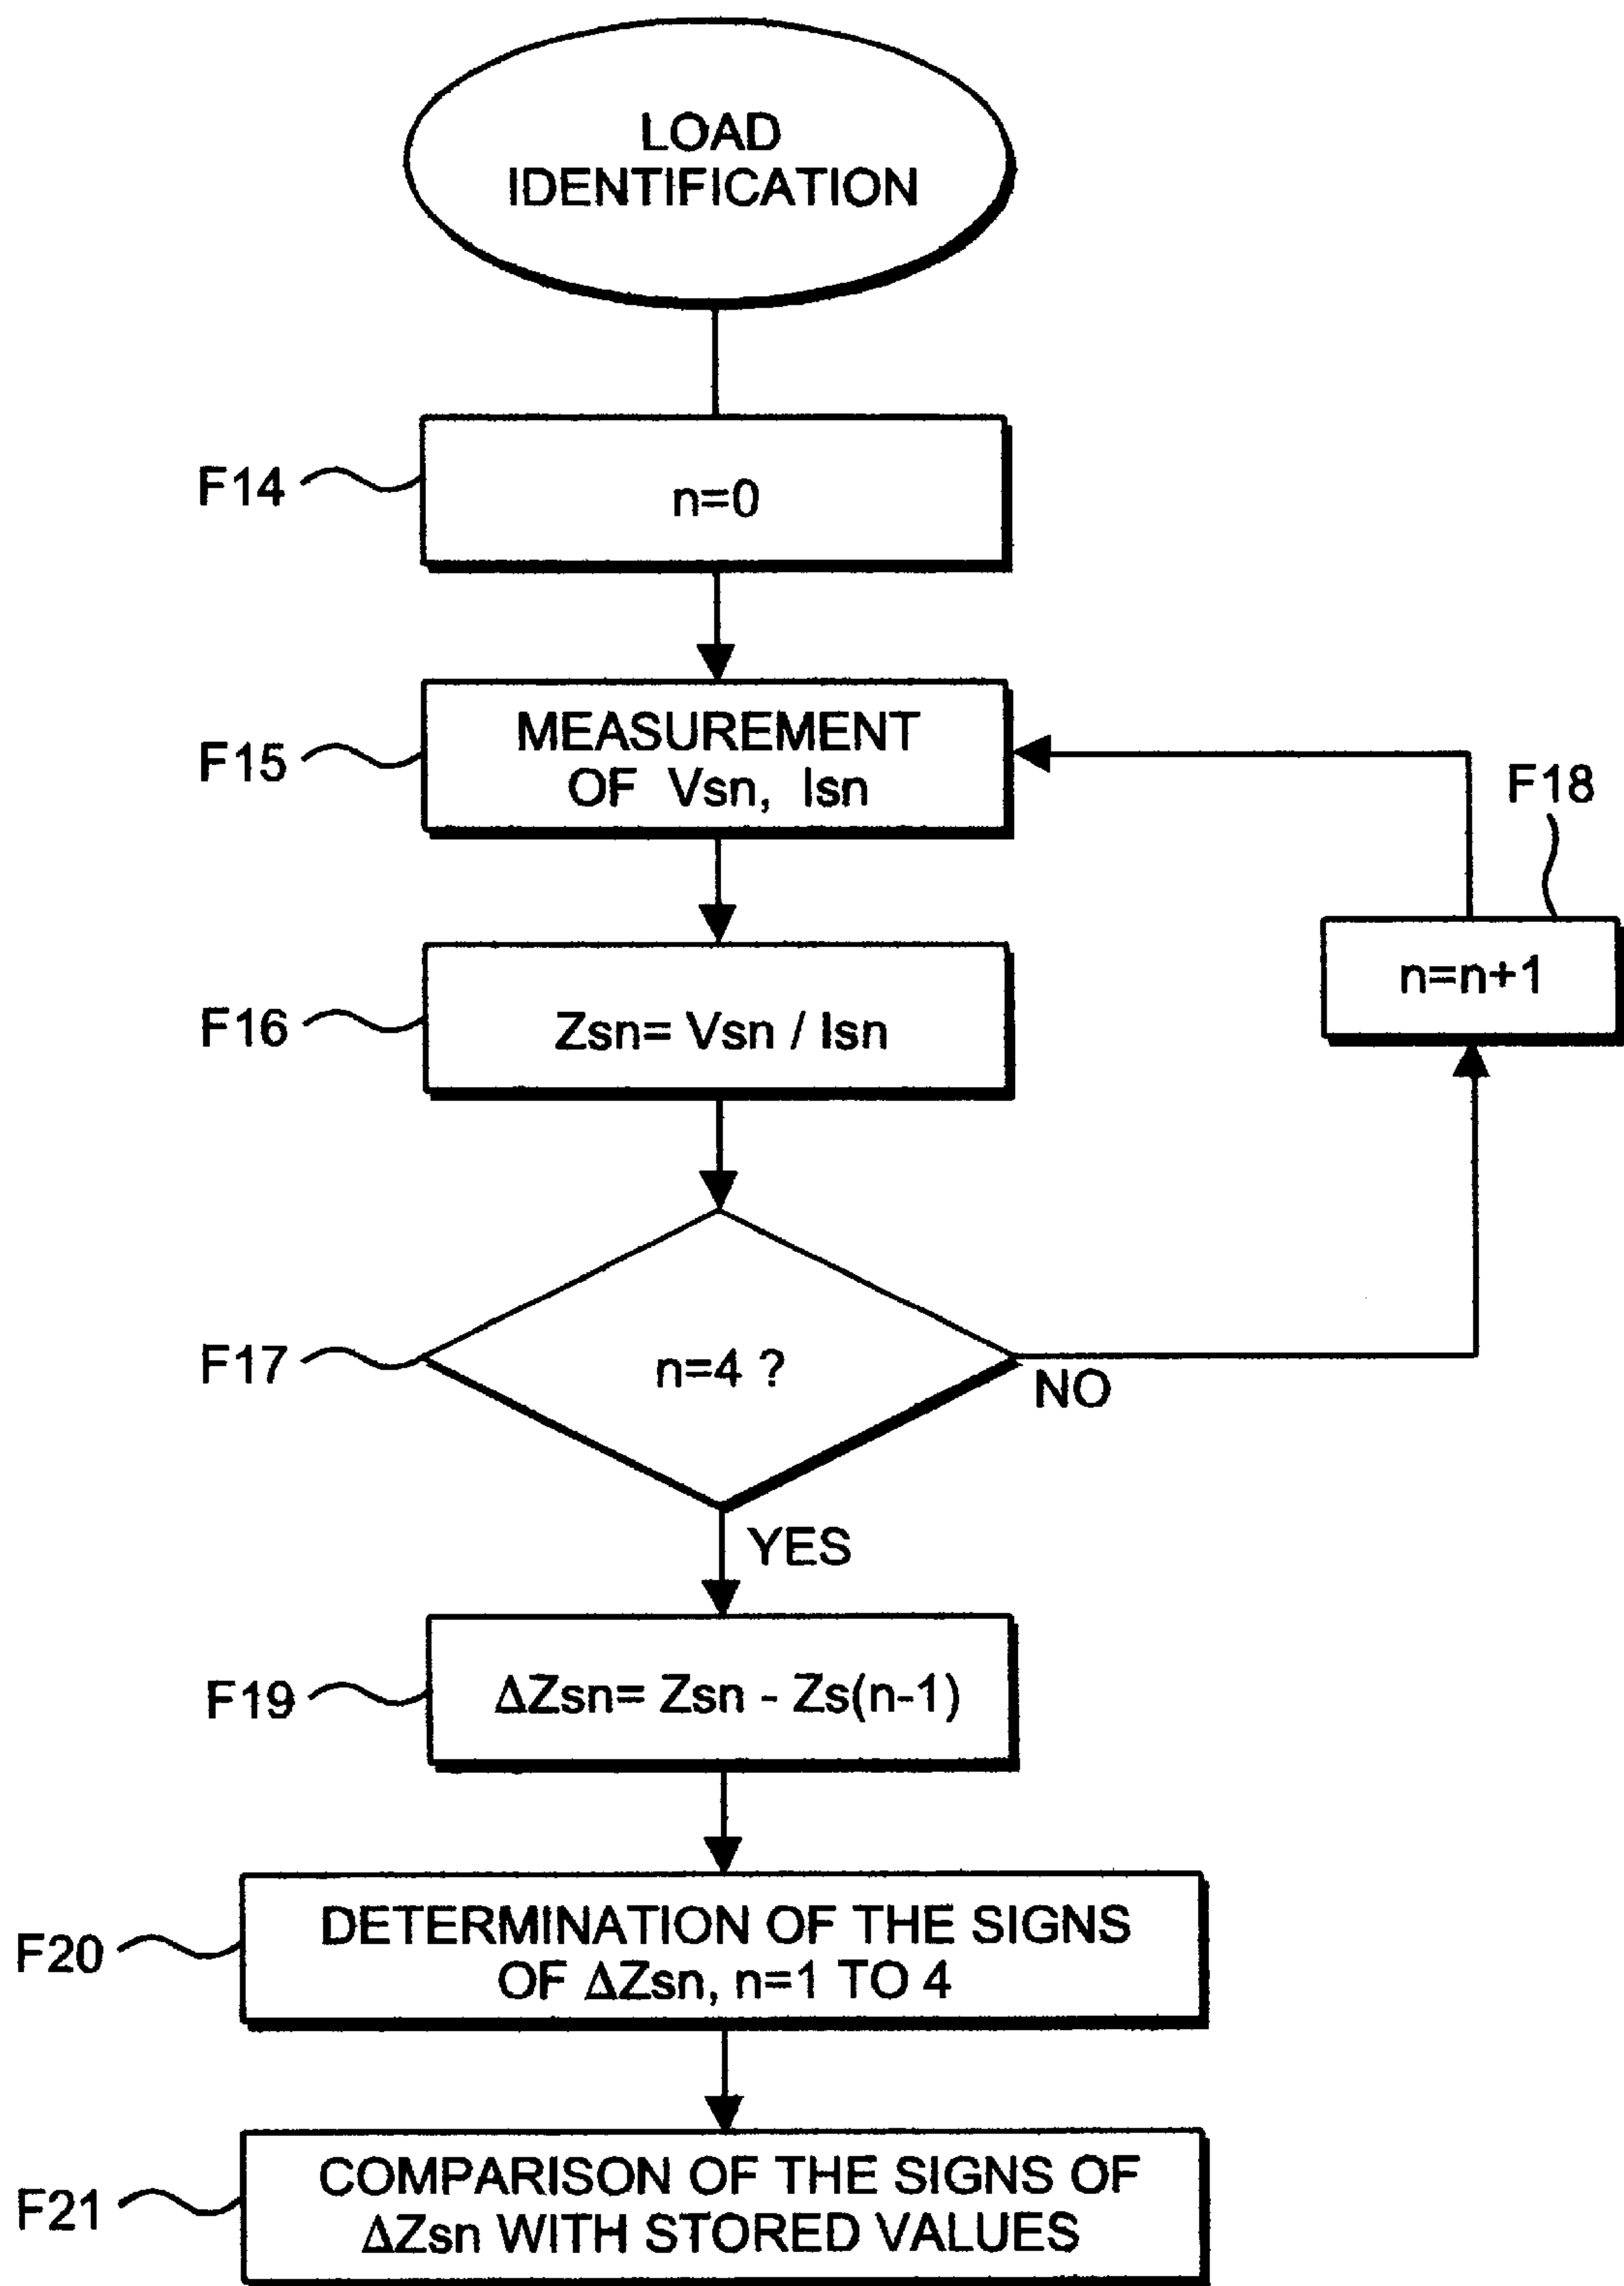 LOAD
IDENTIFICATION
F14
n=0
F15
MEASUREMENT
OF Vsn, Isn
F18
n=n+1
F16
Zsn= Vsn / Isn
F17
n=4 ?
NO
YES
F19
ΔZsn= Zsn - Zs(n-1)
F20
DETERMINATION OF THE SIGNS
OF ΔZsn, n=1 TO 4
F21
COMPARISON OF THE SIGNS OF
ΔZsn WITH STORED VALUES